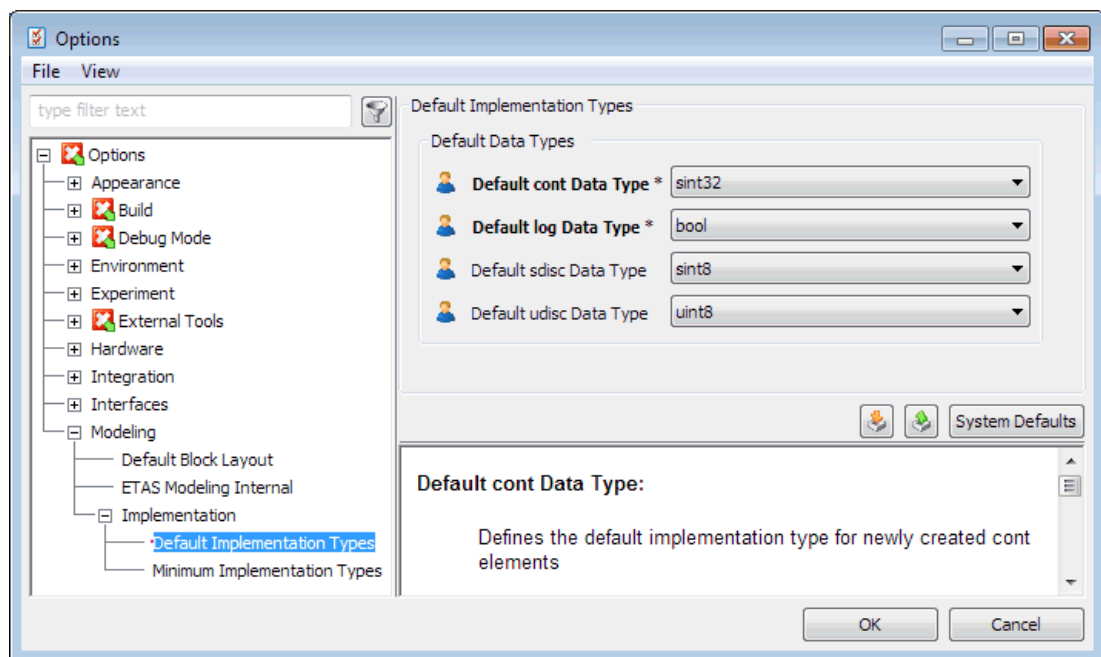 Options
File View
type filter text
Options
Appearance
Build
Debug Mode
Environment
Experiment
External Tools
Hardware
Integration
Interfaces
Modeling
Default Block Layout
ETAS Modeling Internal
Implementation
Default Implementation Types
Minimum Implementation Types
Default Implementation Types
Default Data Types
Default cont Data Type * sint32
Default log Data Type * bool
Default sdisc Data Type sint8
Default udisc Data Type uint8
System Defaults
Default cont Data Type:
Defines the default implementation type for newly created cont
elements
OK Cancel